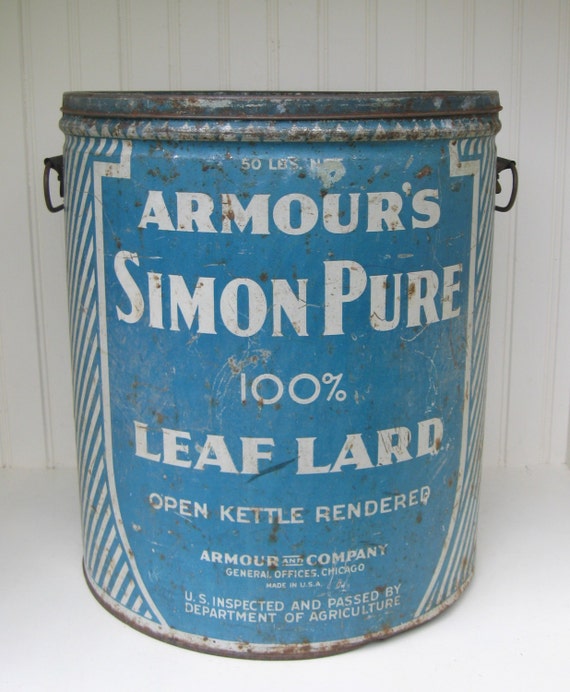 50 LBS. NET
ARMOUR'S
SIMON PURE
100%
LEAF LARD
OPEN KETTLE RENDERED
ARMOUR AND COMPANY
GENERAL OFFICES, CHICAGO
MADE IN U.S.A.
U.S. INSPECTED AND PASSED BY
DEPARTMENT OF AGRICULTURE